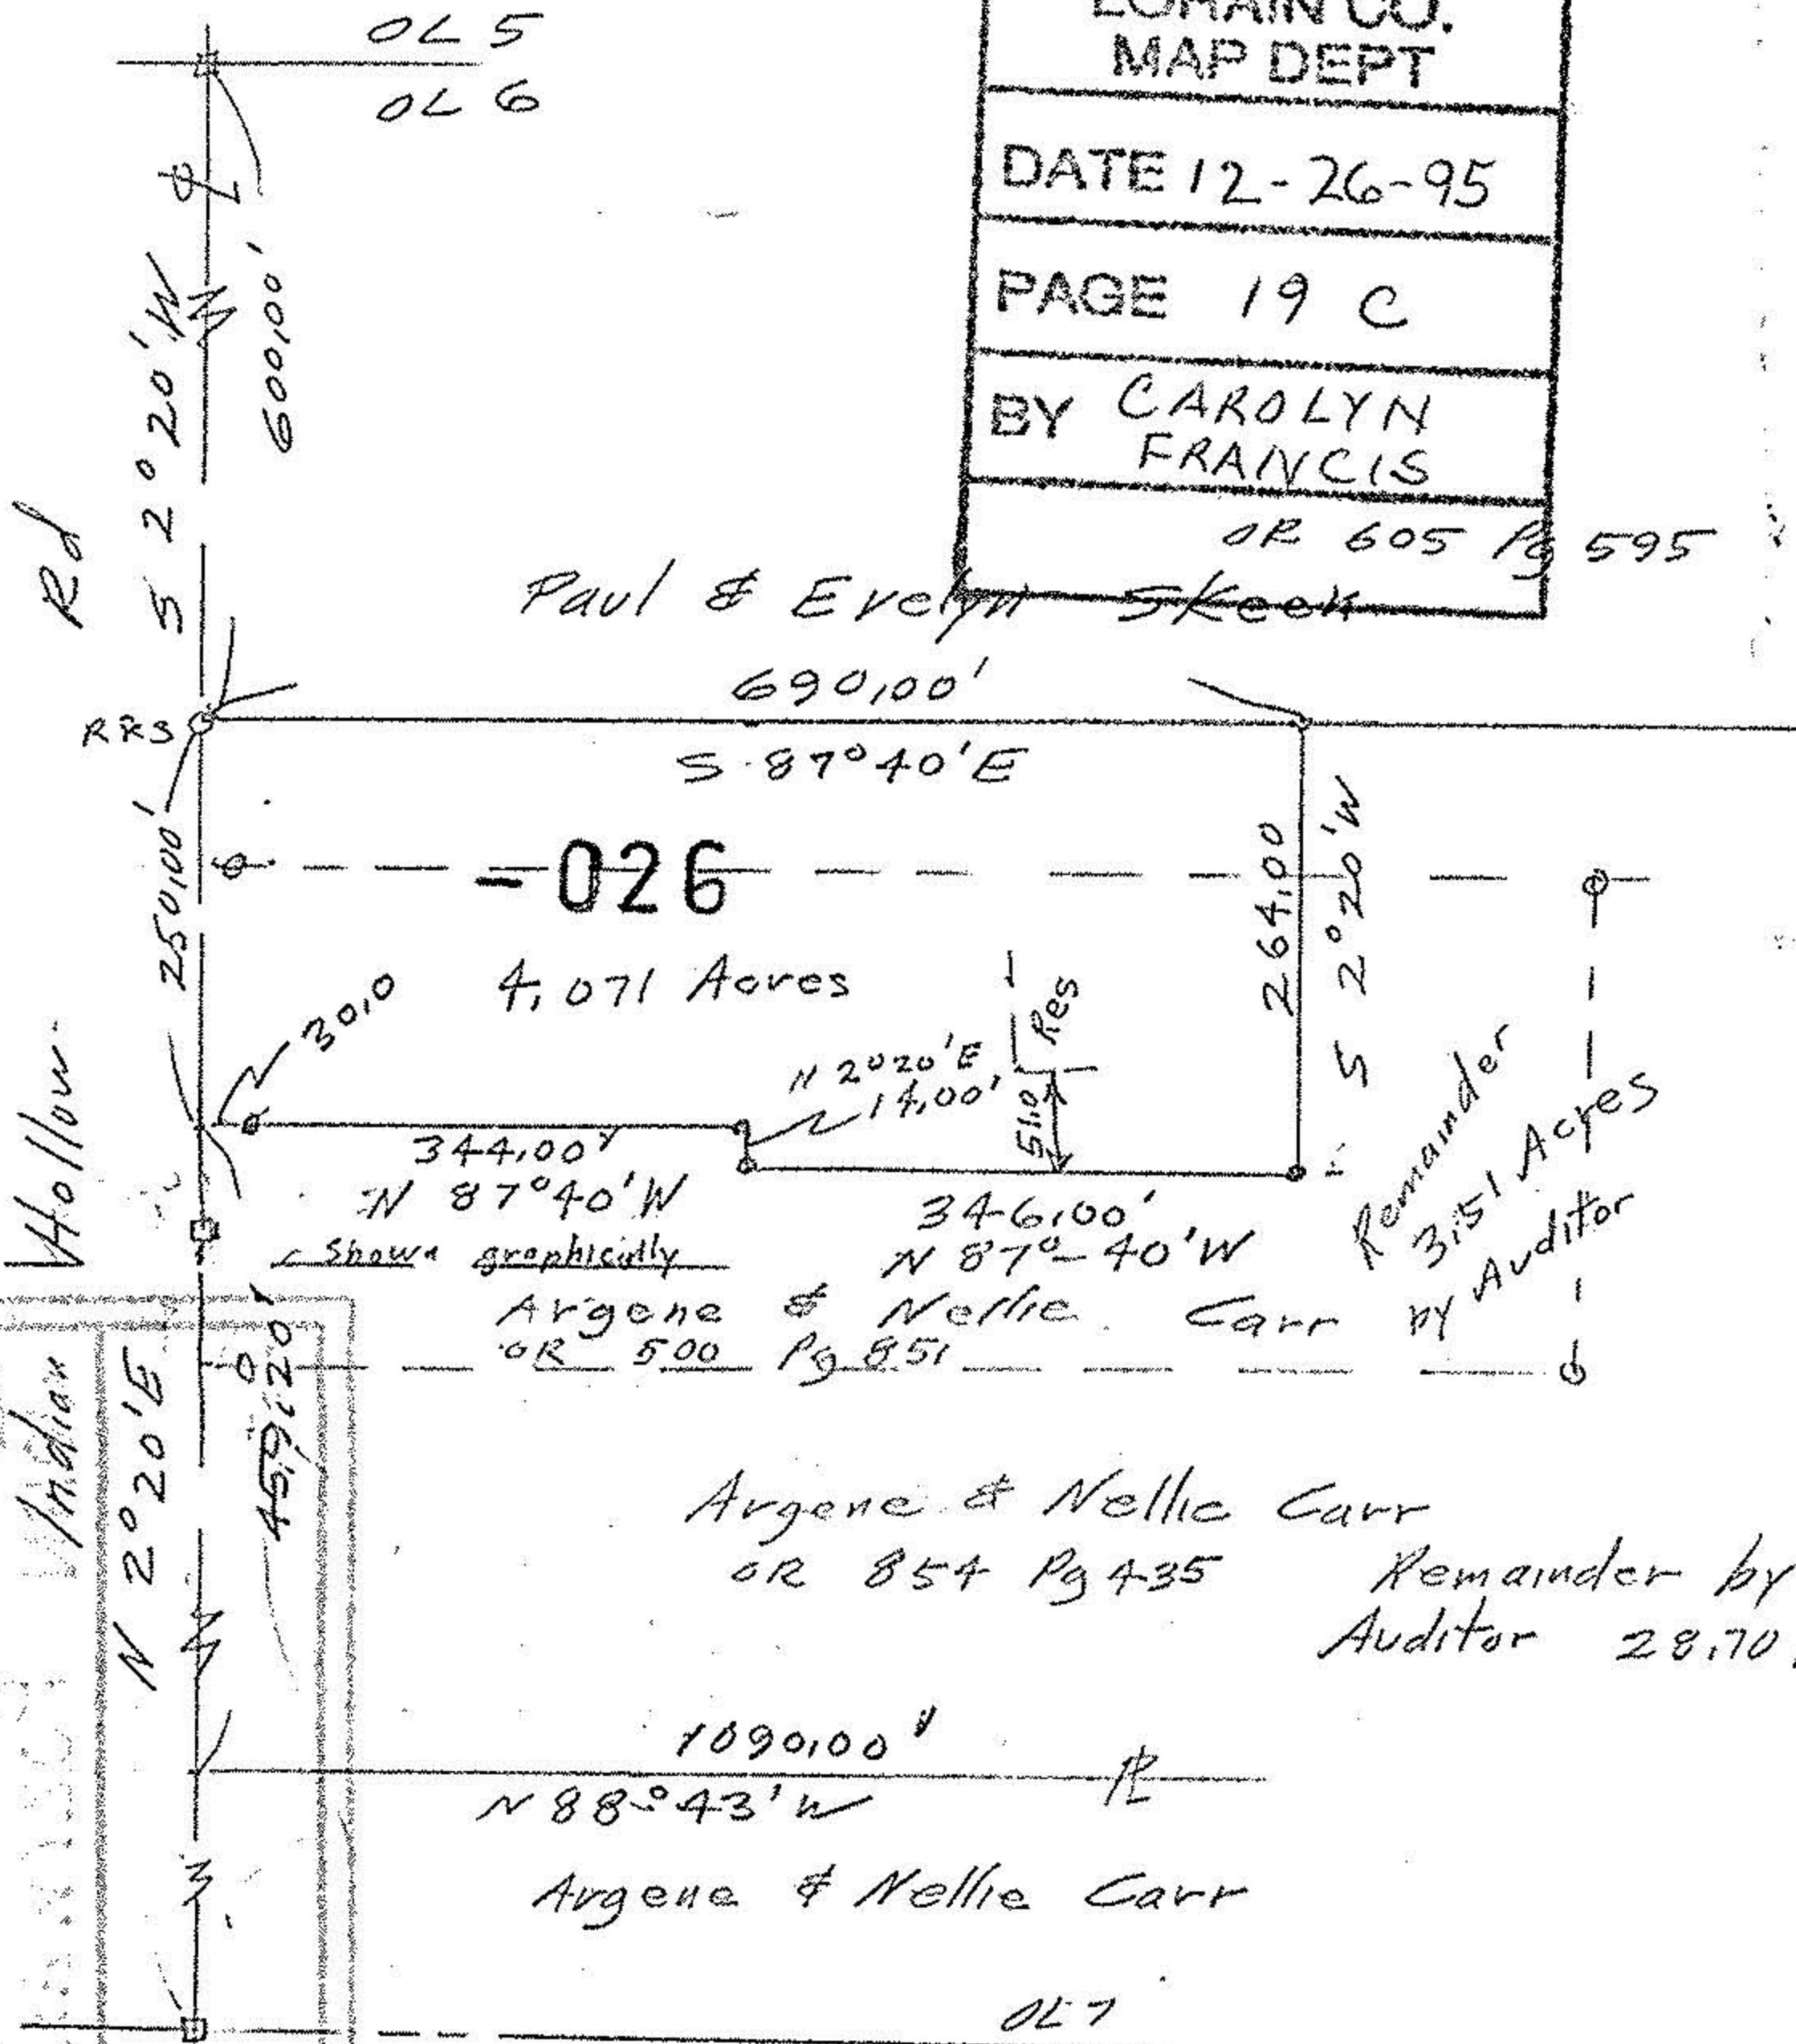 OL 5
OL 6
LORAIN CO.
MAP DEPT
DATE 12-26-95
PAGE 19 C
BY CAROLYN
FRANCIS
OR 605 Pg 595
℄
S 2° 20' W
600.00'
Rd
Paul & Evelyn Skeen
690.00'
RRS
S 87° 40' E
250.00'
-026
264.00
S 2° 20' W
4.071 Acres
30.0
Res
N 2° 20' E
14.00'
51.0
344.00'
N 87° 40' W
346.00'
N 87° 40' W
Hollow
Shown graphically
Remainder
3.51 Acres
by Auditor
Argene & Nellie Carr
OR 500 Pg 851
Indian
N 2° 20' E
459.20'
Argene & Nellie Carr
OR 854 Pg 435
Remainder by
Auditor 28.70
1090.00'
N 88° 43' W
PL
Argene & Nellie Carr
OL 7